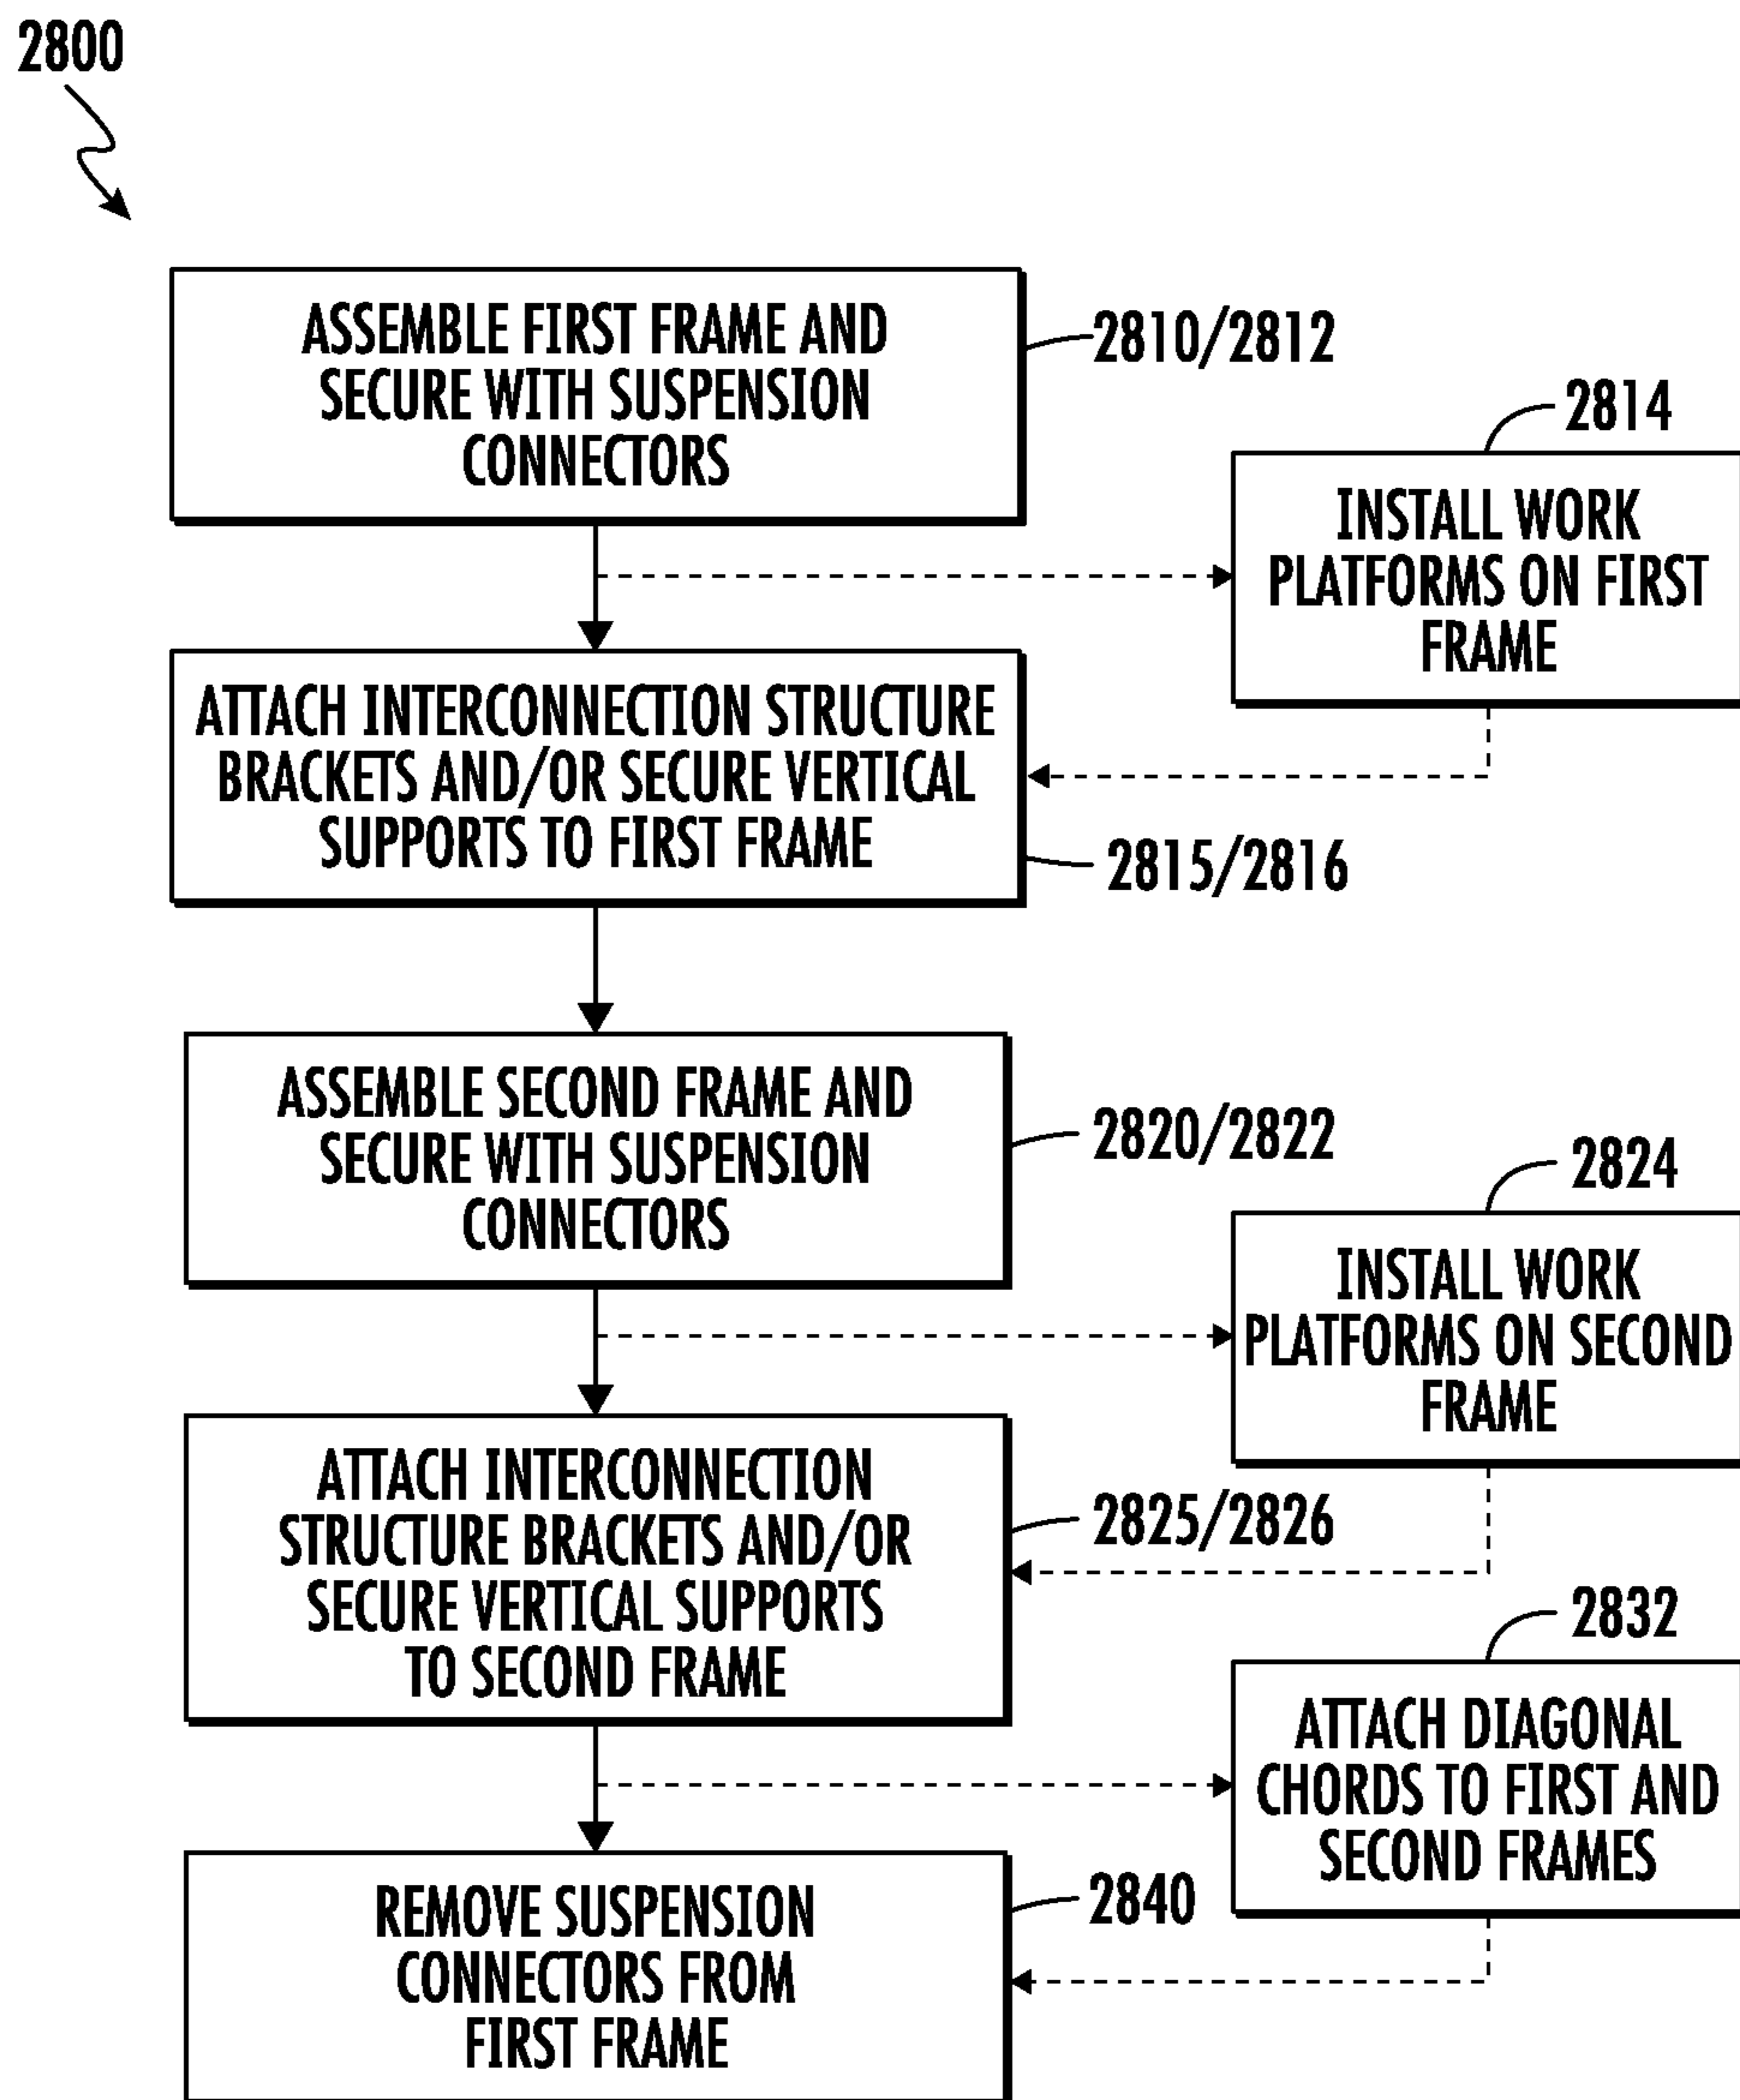 2800
ASSEMBLE FIRST FRAME AND
SECURE WITH SUSPENSION
CONNECTORS
2810/2812
2814
INSTALL WORK
PLATFORMS ON FIRST
FRAME
ATTACH INTERCONNECTION STRUCTURE
BRACKETS AND/OR SECURE VERTICAL
SUPPORTS TO FIRST FRAME
2815/2816
ASSEMBLE SECOND FRAME AND
SECURE WITH SUSPENSION
CONNECTORS
2820/2822
2824
INSTALL WORK
PLATFORMS ON SECOND
FRAME
ATTACH INTERCONNECTION
STRUCTURE BRACKETS AND/OR
SECURE VERTICAL SUPPORTS
TO SECOND FRAME
2825/2826
2832
ATTACH DIAGONAL
CHORDS TO FIRST AND
SECOND FRAMES
REMOVE SUSPENSION
CONNECTORS FROM
FIRST FRAME
2840